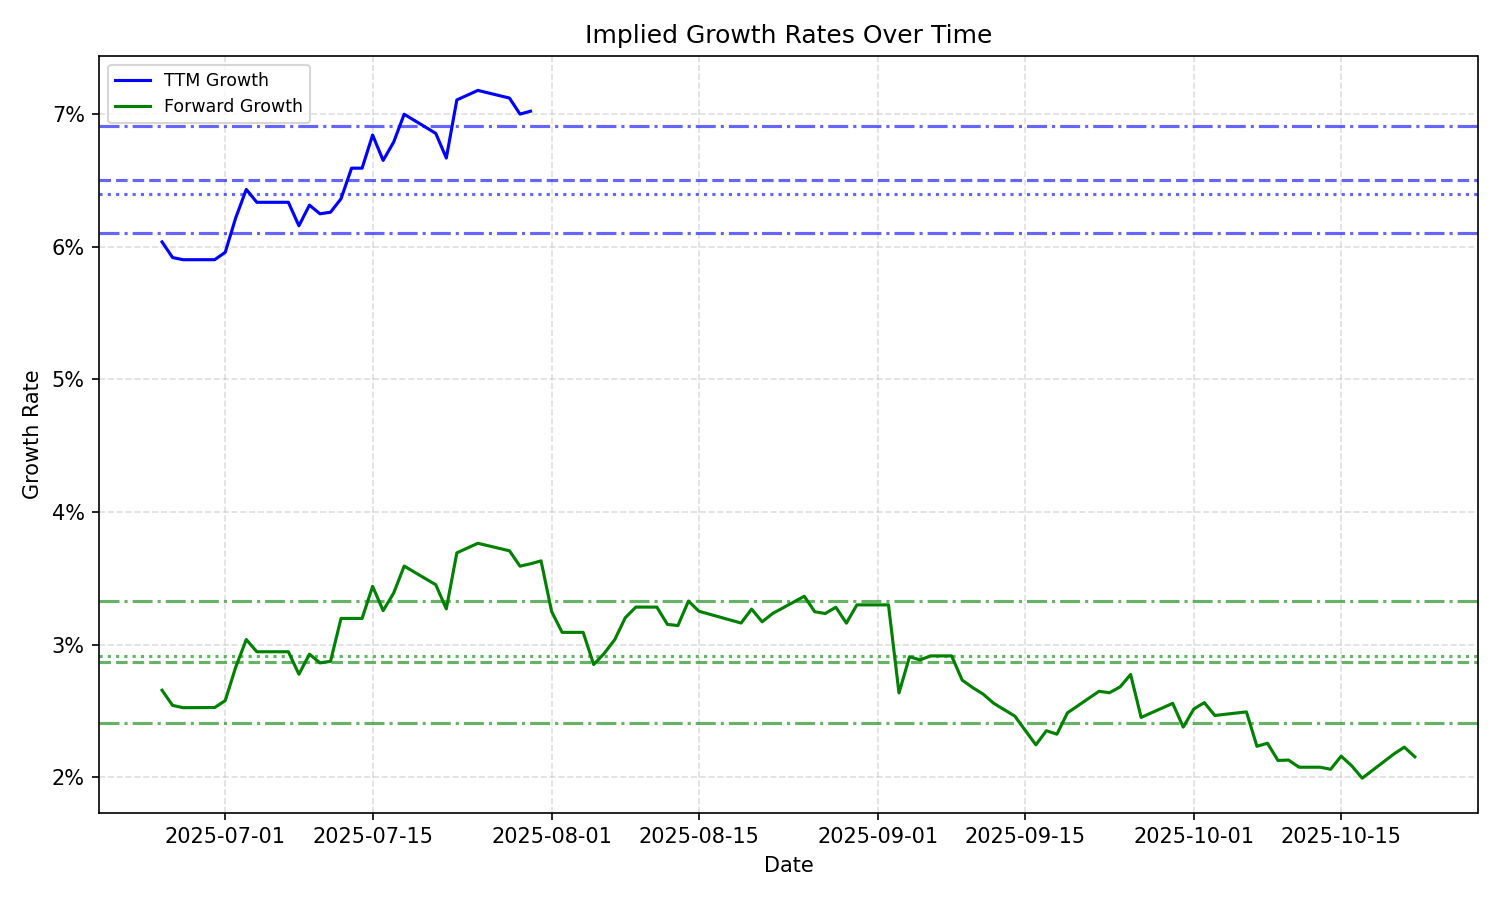 Implied Growth Rates Over Time
TTM Growth
Forward Growth
7%
6%
5%
4%
3%
2%
Growth Rate
2025-07-01
2025-07-15
2025-08-01
2025-08-15
2025-09-01
2025-09-15
2025-10-01
2025-10-15
Date